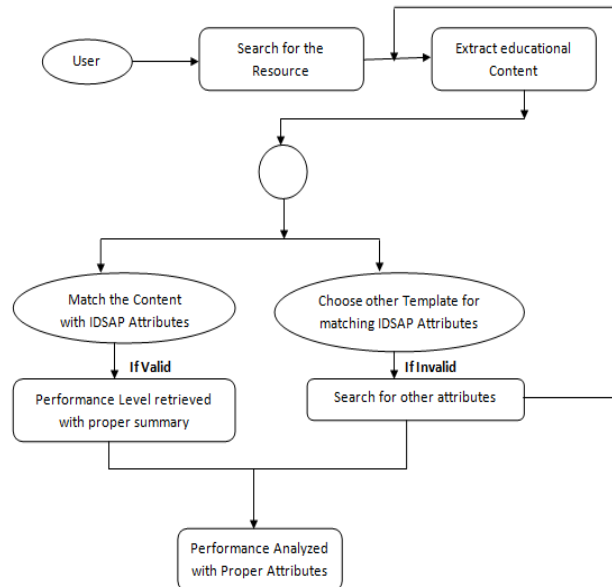 User
Search for the
Resource
Extract educational
Content
Match the Content
with IDSAP Attributes
Choose other Template for
matching IDSAP Attributes
If Valid
If Invalid
Performance Level retrieved
with proper summary
Search for other attributes
Performance Analyzed
with Proper Attributes